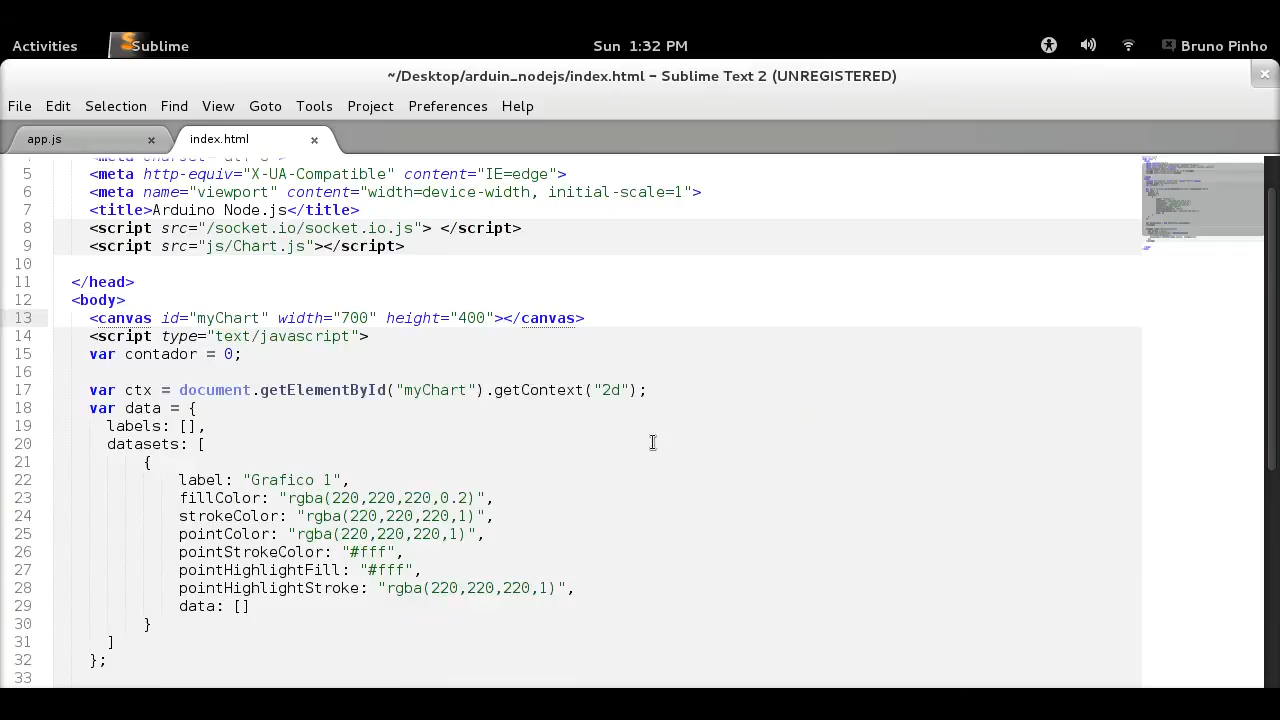 Activities Sublime Sun 1:32 PM Bruno Pinho
~/Desktop/arduin_nodejs/index.html – Sublime Text 2 (UNREGISTERED)
File Edit Selection Find View Goto Tools Project Preferences Help
app.js × index.html ×
5 <meta http-equiv="X-UA-Compatible" content="IE=edge">
6 <meta name="viewport" content="width=device-width, initial-scale=1">
7 <title>Arduino Node.js</title>
8 <script src="/socket.io/socket.io.js"> </script>
9 <script src="js/Chart.js"></script>
10
11 </head>
12 <body>
13 <canvas id="myChart" width="700" height="400"></canvas>
14 <script type="text/javascript">
15 var contador = 0;
16
17 var ctx = document.getElementById("myChart").getContext("2d");
18 var data = {
19 labels: [],
20 datasets: [
21 {
22 label: "Grafico 1",
23 fillColor: "rgba(220,220,220,0.2)",
24 strokeColor: "rgba(220,220,220,1)",
25 pointColor: "rgba(220,220,220,1)",
26 pointStrokeColor: "#fff",
27 pointHighlightFill: "#fff",
28 pointHighlightStroke: "rgba(220,220,220,1)",
29 data: []
30 }
31 ]
32 };
33